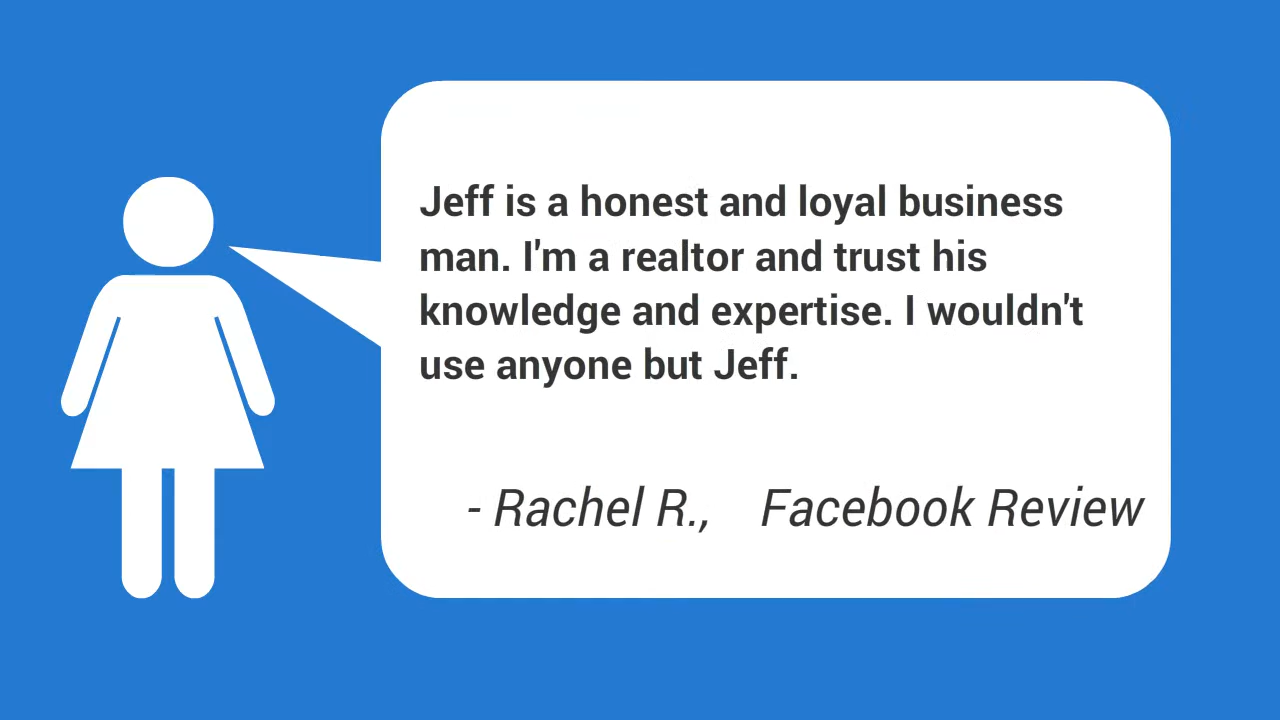 Jeff is a honest and loyal business
man. I'm a realtor and trust his
knowledge and expertise. I wouldn't
use anyone but Jeff.
- Rachel R., Facebook Review